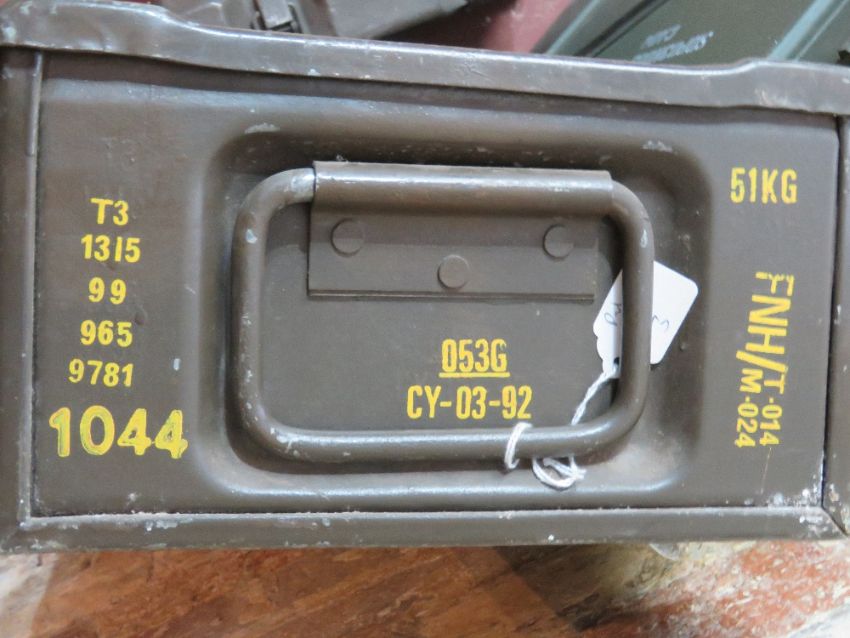 T3
1315
99
965
9781
1044
053G
CY-03-92
51KG
FNH/T-014
M-024